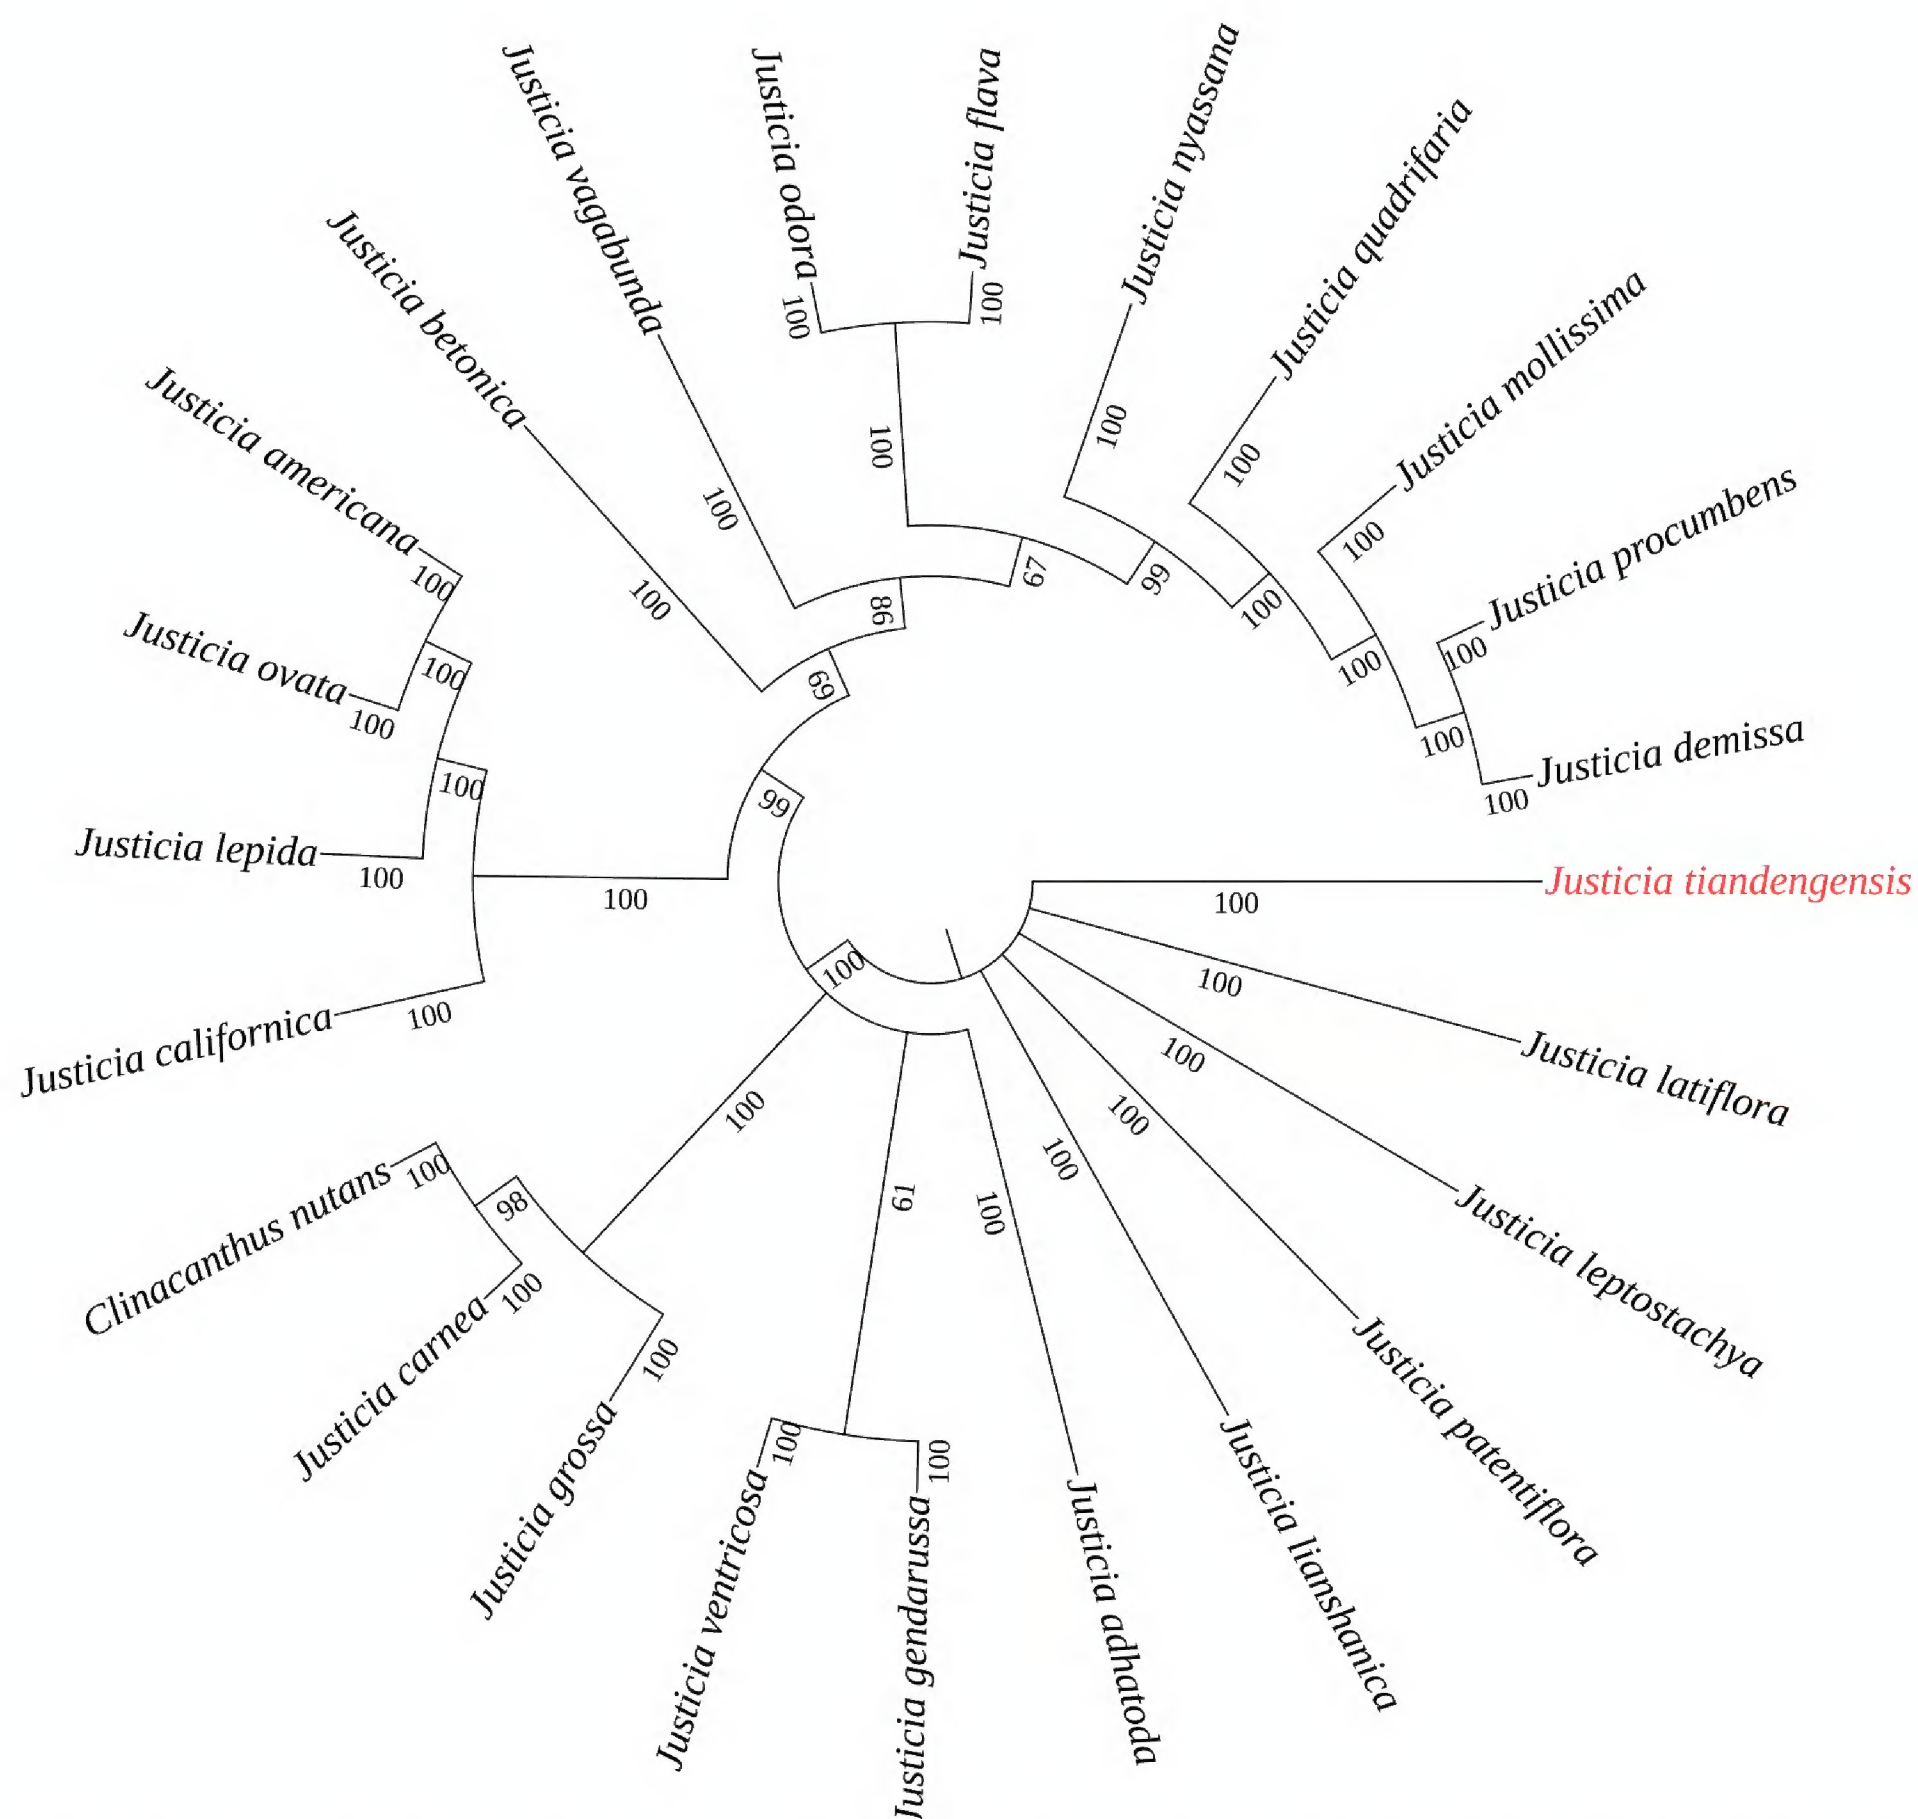 Justicia tiandengensis
100
Justicia latiflora
100
Justicia leptostachya
100
Justicia patentiflora
100
Justicia lianshanica
100
Justicia adhatoda
100
Justicia gendarussa
100
Justicia ventricosa
100
61
Justicia grossa
100
Justicia carnea
100
Clinacanthus nutans
100
98
100
100
Justicia californica
100
Justicia lepida
100
Justicia ovata
100
Justicia americana
100
100
100
100
99
69
Justicia betonica
100
86
Justicia vagabunda
100
67
Justicia odora
100
Justicia flava
100
100
99
Justicia nyassana
100
100
Justicia quadrifaria
100
100
Justicia mollissima
100
100
Justicia procumbens
100
Justicia demissa
100